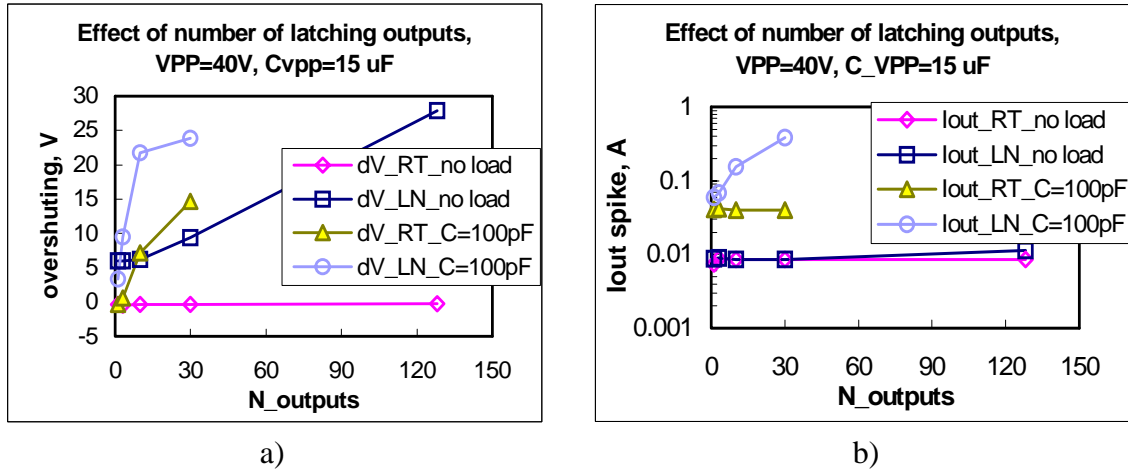 Effect of number of latching outputs,
VPP=40V, Cvpp=15 uF
overshuting, V
30
25
20
15
10
5
0
-5
0
30
60
90
120
150
N_outputs
dV_RT_no load
dV_LN_no load
dV_RT_C=100pF
dV_LN_C=100pF
a)
Effect of number of latching outputs,
VPP=40V, C_VPP=15 uF
Iout spike, A
1
0.1
0.01
0.001
0
30
60
90
120
150
N_outputs
Iout_RT_no load
Iout_LN_no load
Iout_RT_C=100pF
Iout_LN_C=100pF
b)